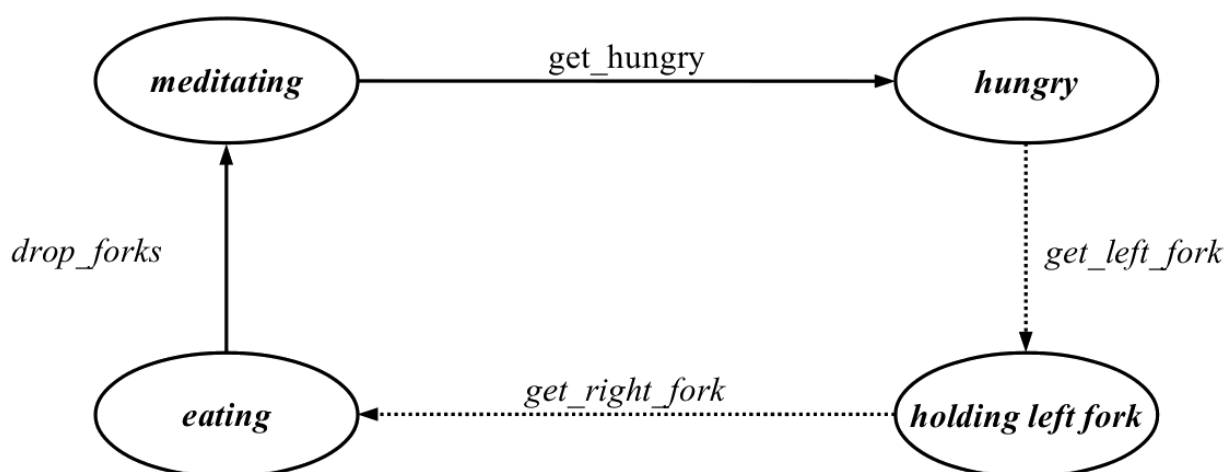 get_hungry
meditating
hungry
drop_forks
get_left_fork
get_right_fork
eating
holding left fork